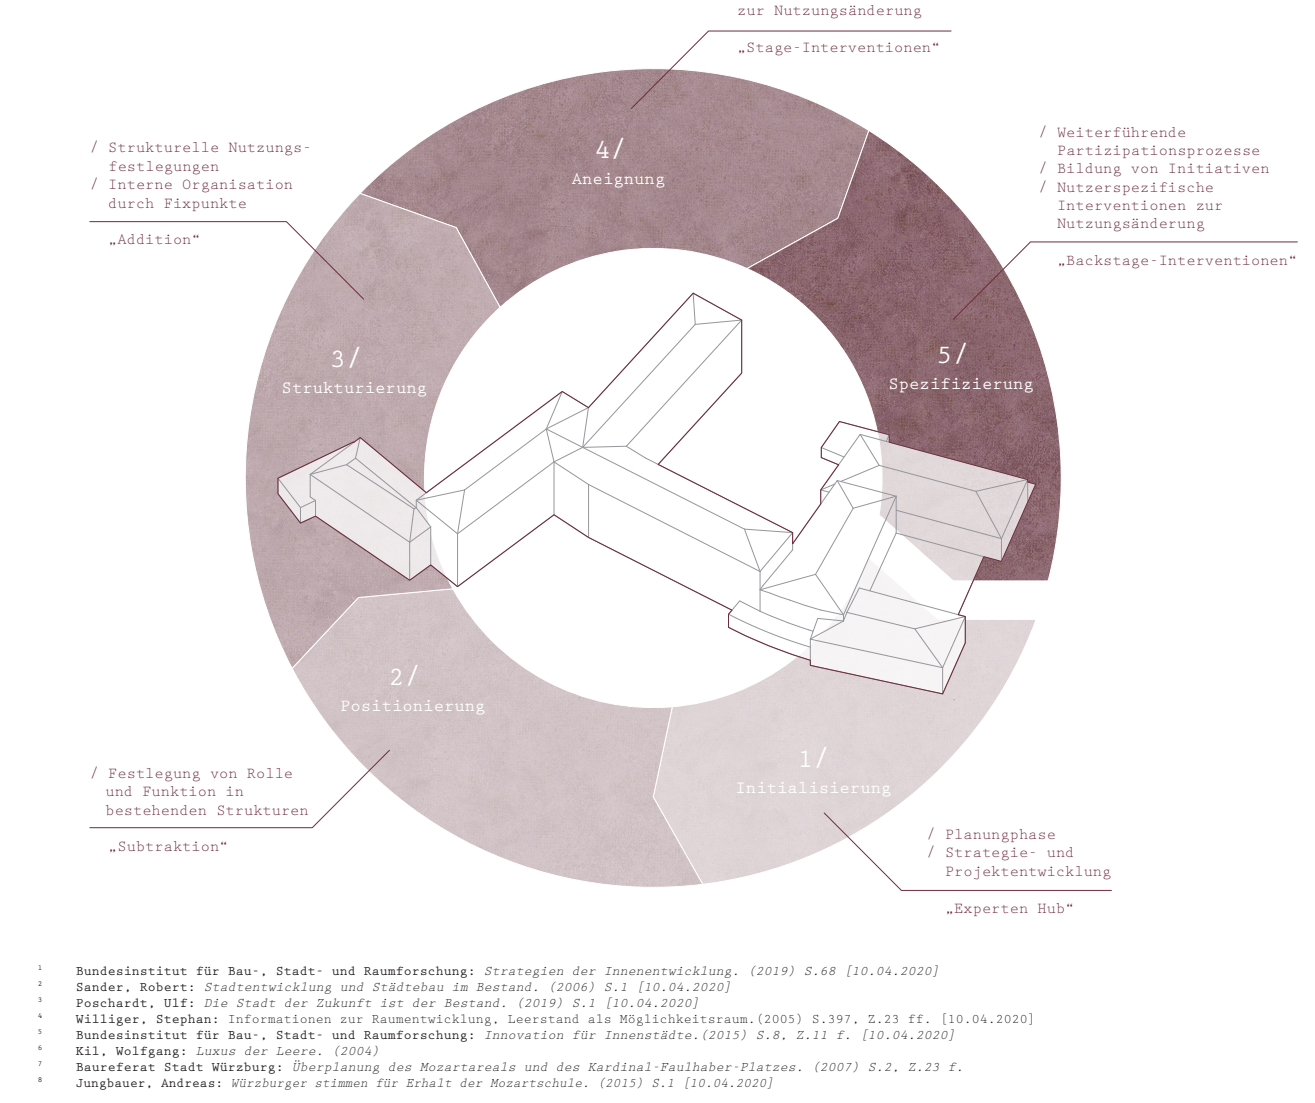 zur Nutzungsänderung
„Stage-Interventionen“
4/
Aneignung
/ Strukturelle Nutzungs-
festlegungen
/ Interne Organisation
durch Fixpunkte
„Addition“
/ Weiterführende
Partizipationsprozesse
/ Bildung von Initiativen
/ Nutzerspezifische
Interventionen zur
Nutzungsänderung
„Backstage-Interventionen“
3/
Strukturierung
5/
Spezifizierung
2/
Positionierung
/ Festlegung von Rolle
und Funktion in
bestehenden Strukturen
„Subtraktion“
1/
Initialisierung
/ Planungphase
/ Strategie- und
Projektentwicklung
„Experten Hub“
1 Bundesinstitut für Bau-, Stadt- und Raumforschung: Strategien der Innenentwicklung. (2019) S.68 [10.04.2020]
2 Sander, Robert: Stadtentwicklung und Städtebau im Bestand. (2006) S.1 [10.04.2020]
3 Poschardt, Ulf: Die Stadt der Zukunft ist der Bestand. (2019) S.1 [10.04.2020]
4 Williger, Stephan: Informationen zur Raumentwicklung, Leerstand als Möglichkeitsraum.(2005) S.397, Z.23 ff. [10.04.2020]
5 Bundesinstitut für Bau-, Stadt- und Raumforschung: Innovation für Innenstädte.(2015) S.8, Z.11 f. [10.04.2020]
6 Kil, Wolfgang: Luxus der Leere. (2004)
7 Baureferat Stadt Würzburg: Überplanung des Mozartareals und des Kardinal-Faulhaber-Platzes. (2007) S.2, Z.23 f.
8 Jungbauer, Andreas: Würzburger stimmen für Erhalt der Mozartschule. (2015) S.1 [10.04.2020]